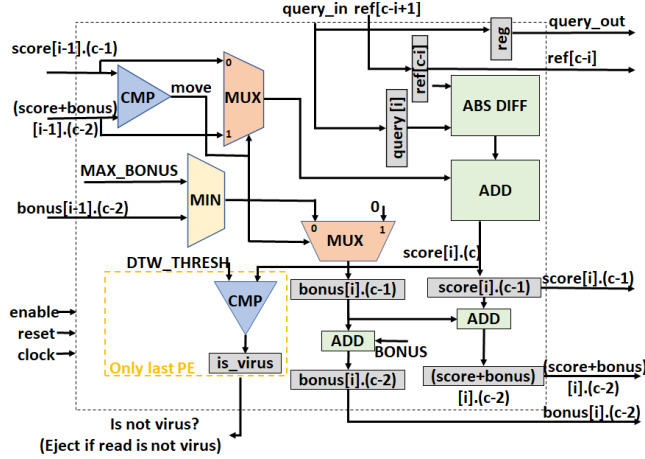 query_in ref[c-i+1]
query_out
reg
score[i-1].(c-1)
0
ref[c-i]
ref[c-i]
CMP
move
MUX
ABS DIFF
(score+bonus)
[i-1].(c-2)
1
query [i]
MAX_BONUS
MIN
ADD
bonus[i-1].(c-2)
0
0
1
MUX
score[i].(c)
DTW_THRESH
CMP
bonus[i].(c-1)
score[i].(c-1)
score[i].(c-1)
enable
reset
clock
ADD
ADD
BONUS
Only last PE
is_virus
bonus[i].(c-2)
(score+bonus)
[i].(c-2)
(score+bonus)
[i].(c-2)
bonus[i].(c-2)
Is not virus?
(Eject if read is not virus)